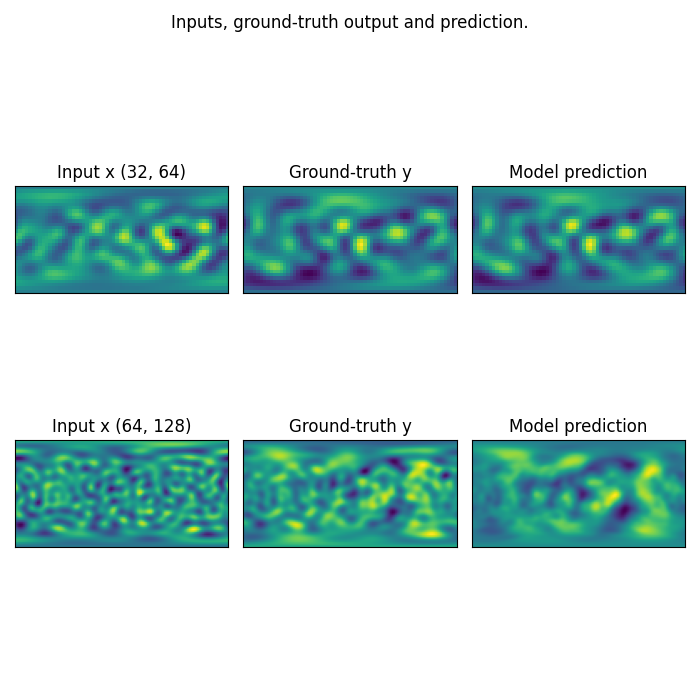 Inputs, ground-truth output and prediction.
Input x (32, 64)
Ground-truth y
Model prediction
Input x (64, 128)
Ground-truth y
Model prediction